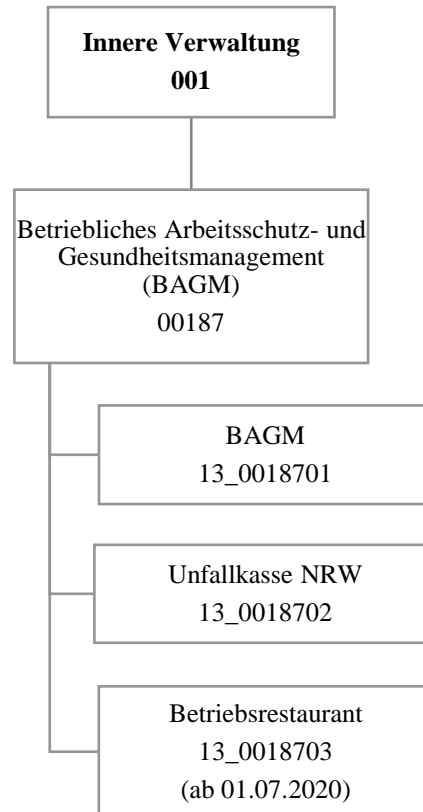 Innere Verwaltung
001
Betriebliches Arbeitsschutz- und
Gesundheitsmanagement
(BAGM)
00187
BAGM
13_0018701
Unfallkasse NRW
13_0018702
Betriebsrestaurant
13_0018703
(ab 01.07.2020)